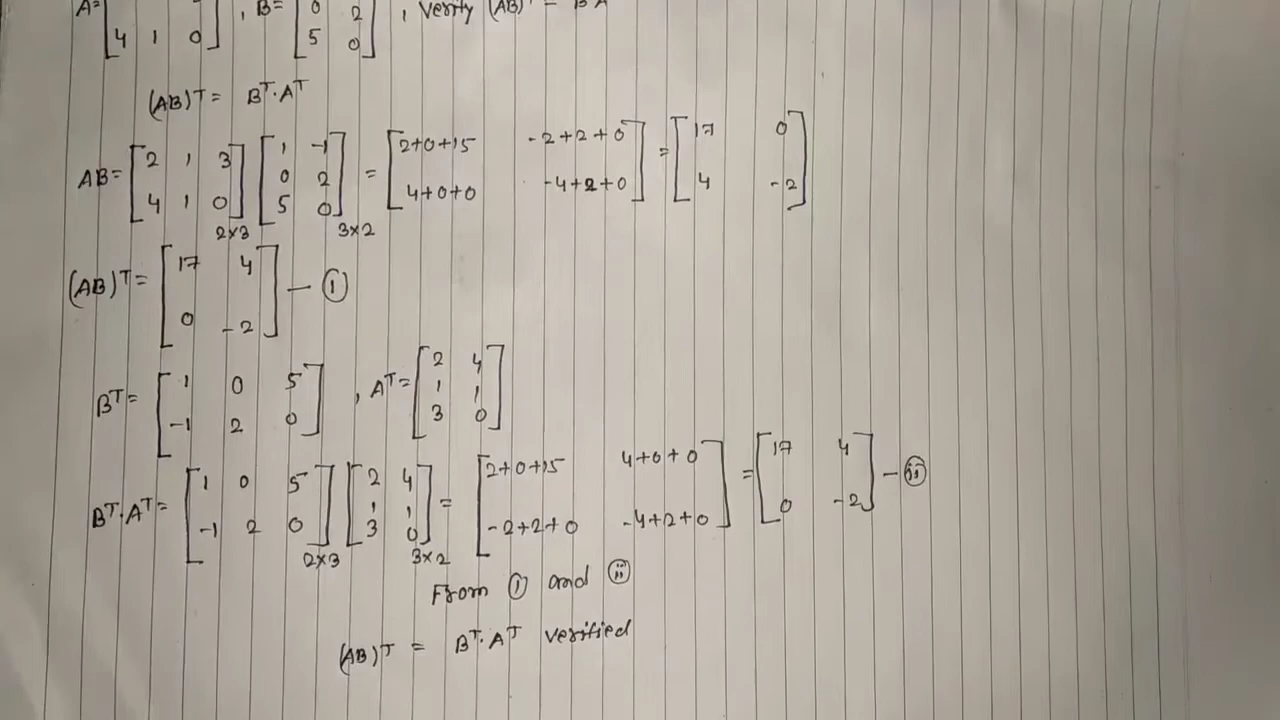 A= [ 4 1 0 ] , B= [ 0 2 5 0 ] , Verify (AB)
(AB)T = BT.AT
AB= [ 2 1 3 4 1 0 ] 2×3 [ 1 -1 0 2 5 0 ] 3×2 = [ 2+0+15 -2+2+0 4+0+0 -4+2+0 ] = [ 17 0 4 -2 ]
(AB)T = [ 17 4 0 -2 ] — (i)
BT= [ 1 0 5 -1 2 0 ] , AT= [ 2 4 1 1 3 0 ]
BT.AT= [ 1 0 5 -1 2 0 ] 2×3 [ 2 4 1 1 3 0 ] 3×2 = [ 2+0+15 4+0+0 -2+2+0 -4+2+0 ] = [ 17 4 0 -2 ] — (ii)
From (i) and (ii)
(AB)T = BT.AT verified